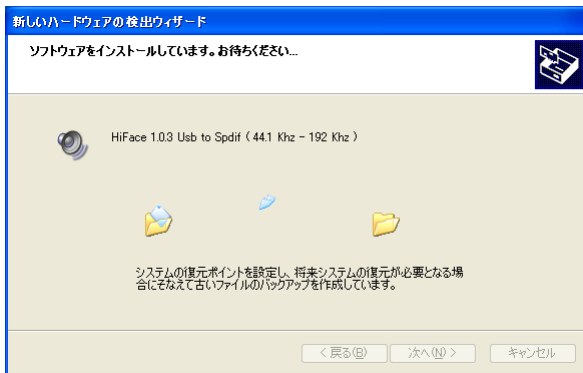 新しいハードウェアの検出ウィザード
ソフトウェアをインストールしています。お待ちください...
HiFace 1.0.3 Usb to Spdif ( 44.1 Khz - 192 Khz )
システムの復元ポイントを設定し、将来システムの復元が必要となる場
合にそなえて古いファイルのバックアップを作成しています。
< 戻る(B) 次へ(N) > キャンセル